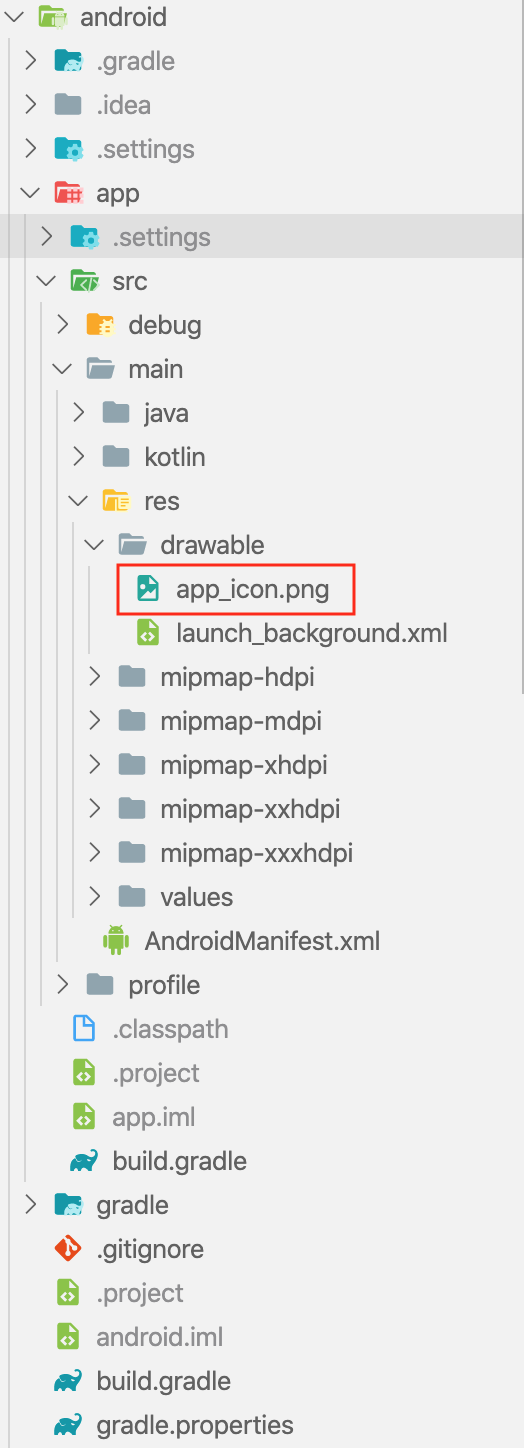 android
.gradle
.idea
.settings
app
.settings
src
debug
main
java
kotlin
res
drawable
app_icon.png
launch_background.xml
mipmap-hdpi
mipmap-mdpi
mipmap-xhdpi
mipmap-xxhdpi
mipmap-xxxhdpi
values
AndroidManifest.xml
profile
.classpath
.project
app.iml
build.gradle
gradle
.gitignore
.project
android.iml
build.gradle
gradle.properties